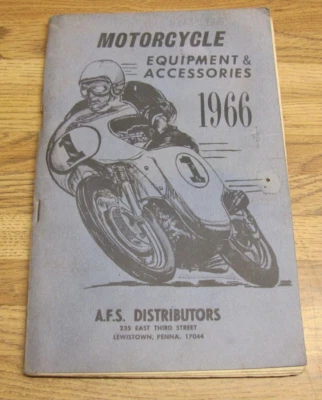 MOTORCYCLE
EQUIPMENT &
ACCESSORIES
1966
1
1
A.F.S. DISTRIBUTORS
235 EAST THIRD STREET
LEWISTOWN, PENNA. 17044